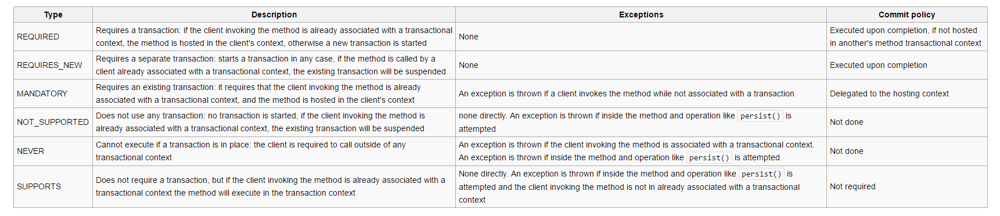 Type Description Exceptions Commit policy
REQUIRED
Requires a transaction: if the client invoking the method is already associated with a transactional
context, the method is hosted in the client's context, otherwise a new transaction is started
None
Executed upon completion, if not hosted
in another's method transactional context
REQUIRES_NEW
Requires a separate transaction: starts a transaction in any case, if the method is called by a
client already associated with a transactional context, the existing transaction will be suspended
None
Executed upon completion
MANDATORY
Requires an existing transaction: it requires that the client invoking the method is already
associated with a transactional context, and the method is hosted in the client's context
An exception is thrown if a client invokes the method while not associated with a transaction
Delegated to the hosting context
NOT_SUPPORTED
Does not use any transaction: no transaction is started, if the client invoking the method is
already associated with a transactional context, the existing transaction will be suspended
none directly. An exception is thrown if inside the method and operation like persist() is
attempted
Not done
NEVER
Cannot execute if a transaction is in place: the client is required to call outside of any
transactional context
An exception is thrown if the client invoking the method is associated with a transactional context.
An exception is thrown if inside the method and operation like persist() is attempted
Not done
SUPPORTS
Does not require a transaction, but if the client invoking the method is already associated with a
transactional context the method will execute in the transaction context
None directly. An exception is thrown if inside the method and operation like persist() is
attempted and the client invoking the method is not in already associated with a transactional
context
Not required